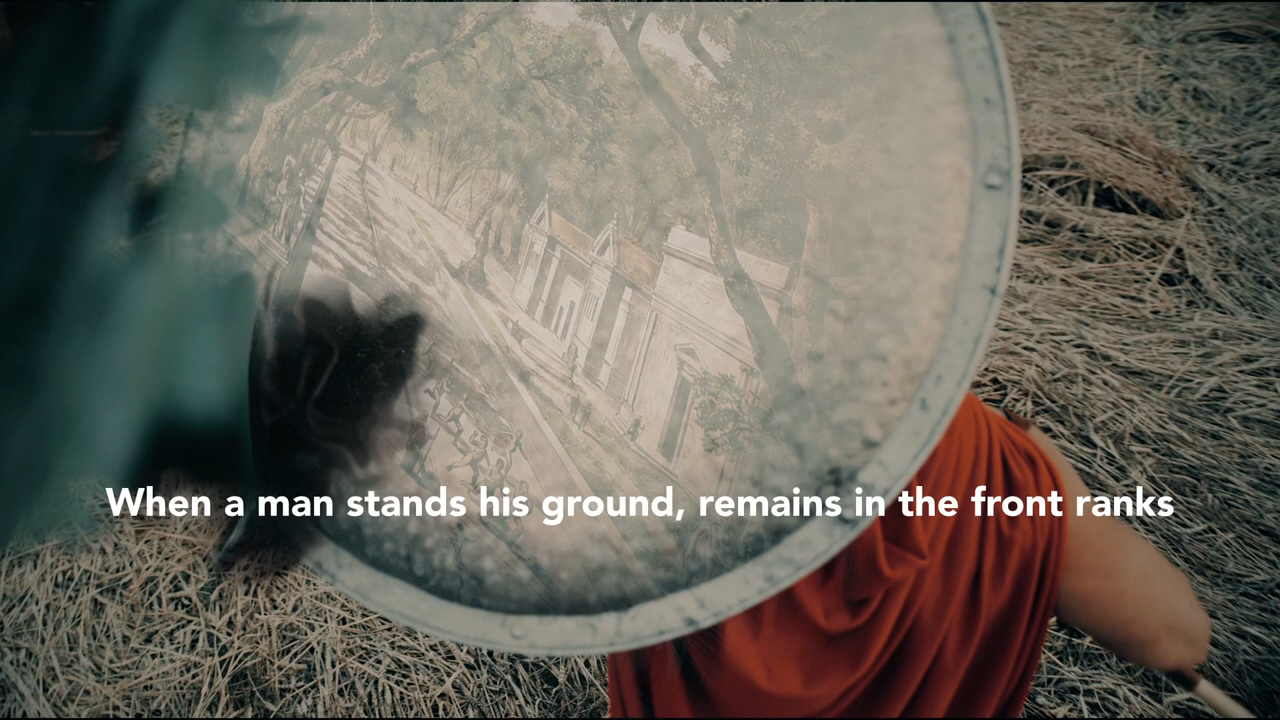 When a man stands his ground, remains in the front ranks